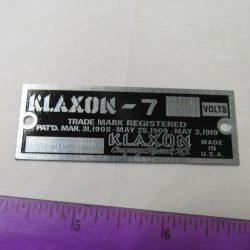 KLAXON - 7 VOLTS
TRADE MARK REGISTERED
PAT'D. MAR. 31, 1908 - MAY 25, 1909 - MAY 3, 1910
KLAXON
MADE IN
U.S.A.
5 6